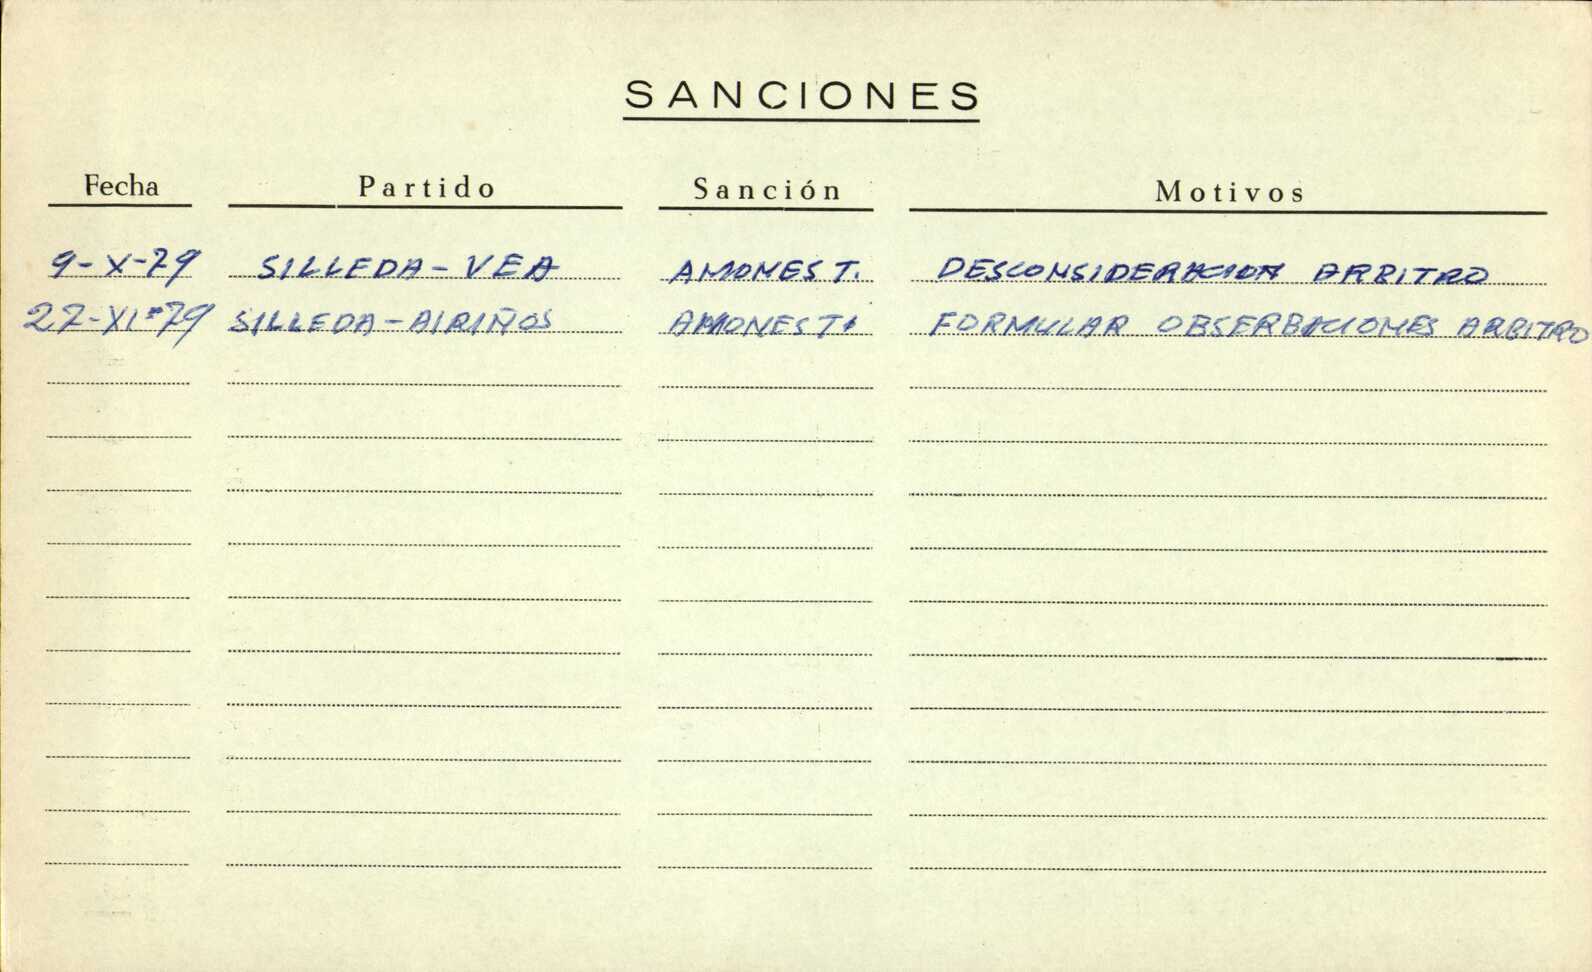 SANCIONES
Fecha Partido Sanción Motivos
9-X-79 SILLEDA-VEA AMONEST. DESCONSIDERACION ARBITRO
27-XI-79 SILLEDA-AIRIÑOS AMONEST. FORMULAR OBSERBACIONES ARBITRO